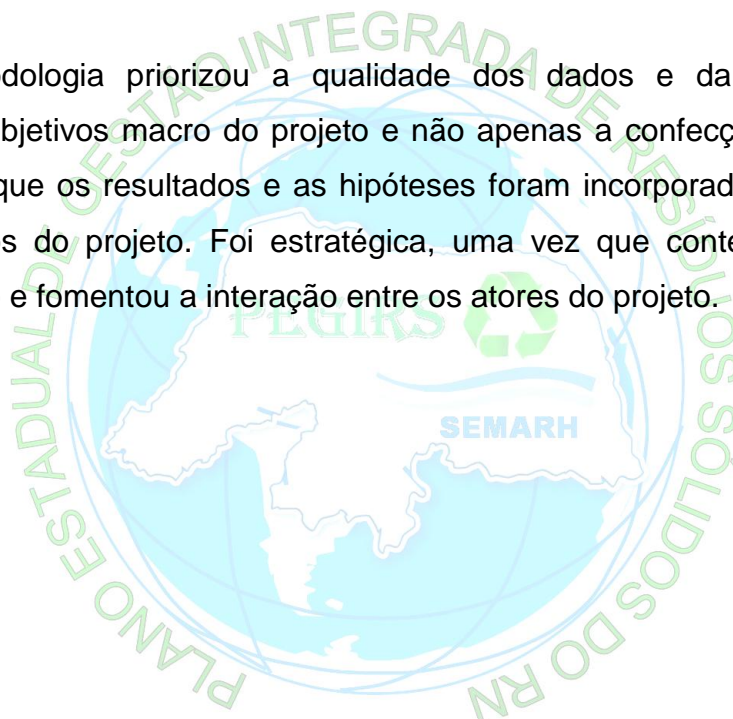 odologia priorizou a qualidade dos dados e da
bjetivos macro do projeto e não apenas a confecç
que os resultados e as hipóteses foram incorporad
s do projeto. Foi estratégica, uma vez que cont
e fomentou a interação entre os atores do projeto.
PLANO ESTADUAL DE GESTÃO INTEGRADA DE RESÍDUOS SÓLIDOS DO RN
PEGIRS
SEMARH